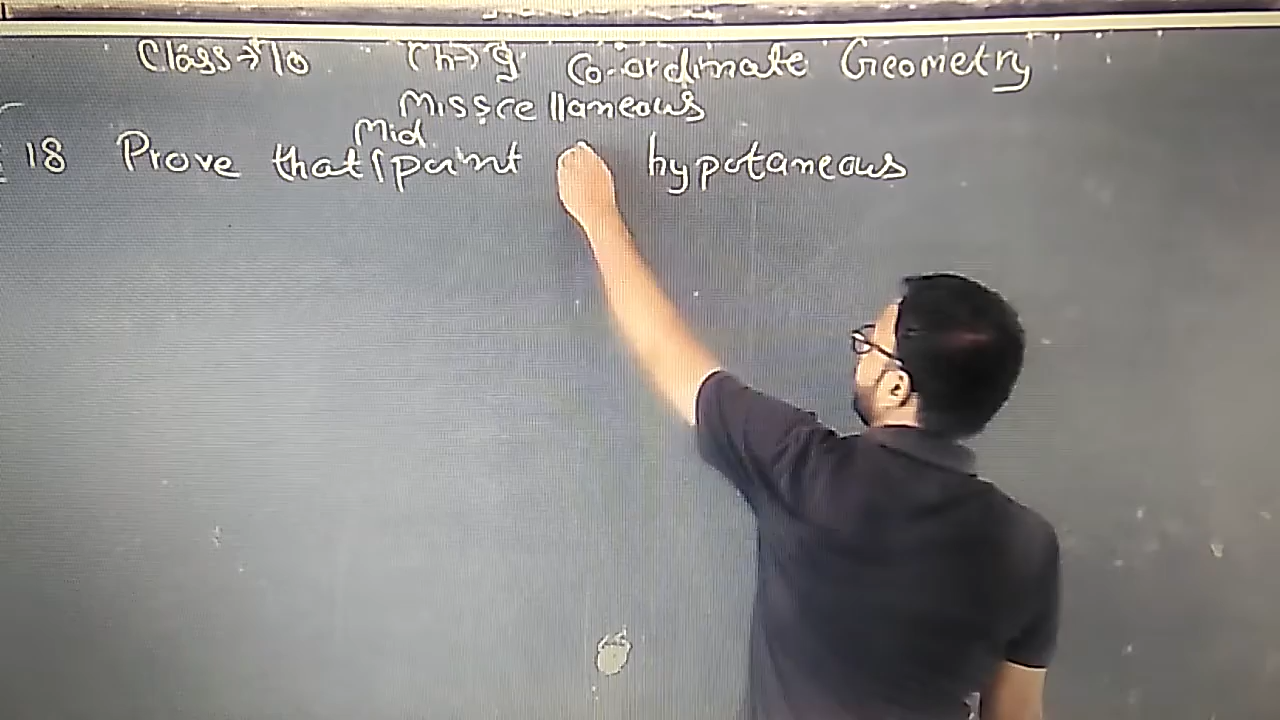 Class→10 Ch→9 Co-ordinate Geometry
Misscellaneous
Mid
18 Prove that point hypotaneous